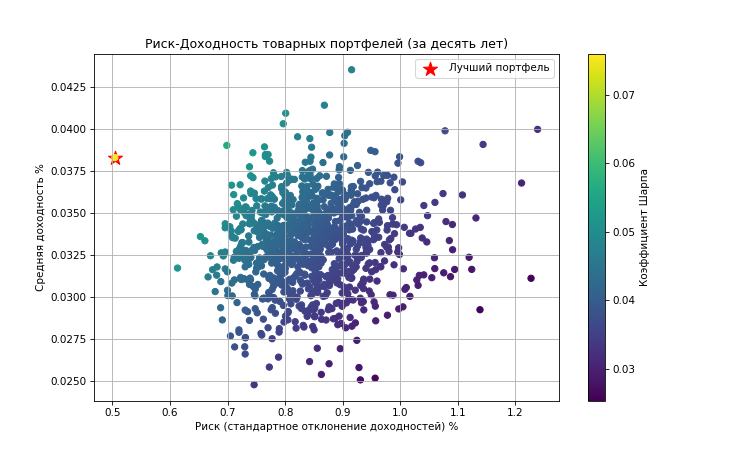 Риск-Доходность товарных портфелей (за десять лет)
Лучший портфель
Средняя доходность %
0.0425
0.0400
0.0375
0.0350
0.0325
0.0300
0.0275
0.0250
0.5 0.6 0.7 0.8 0.9 1.0 1.1 1.2
Риск (стандартное отклонение доходностей) %
0.07
0.06
0.05
0.04
0.03
Коэффициент Шарпа